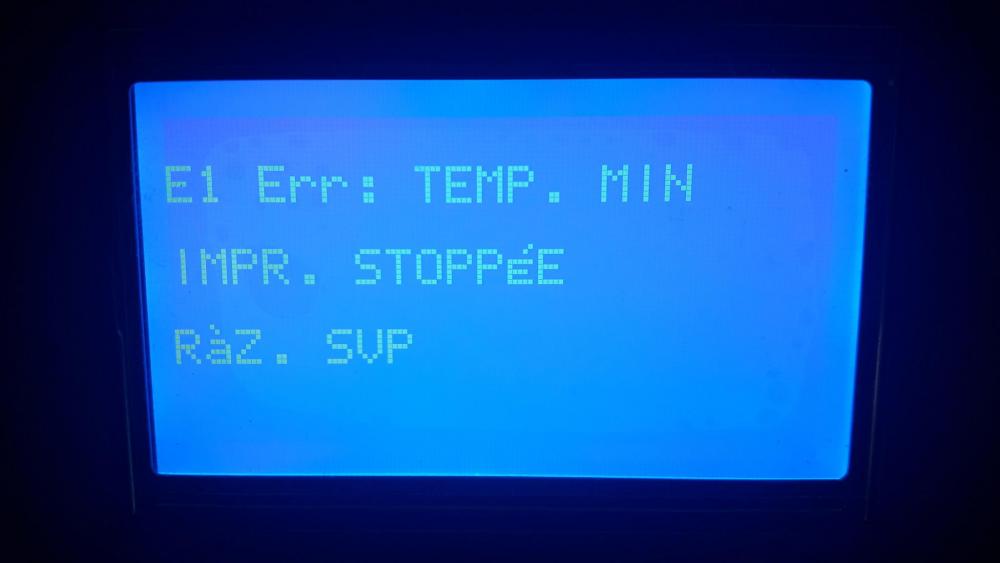 E1 Err: TEMP. MIN
IMPR. STOPPéE
RàZ. SVP